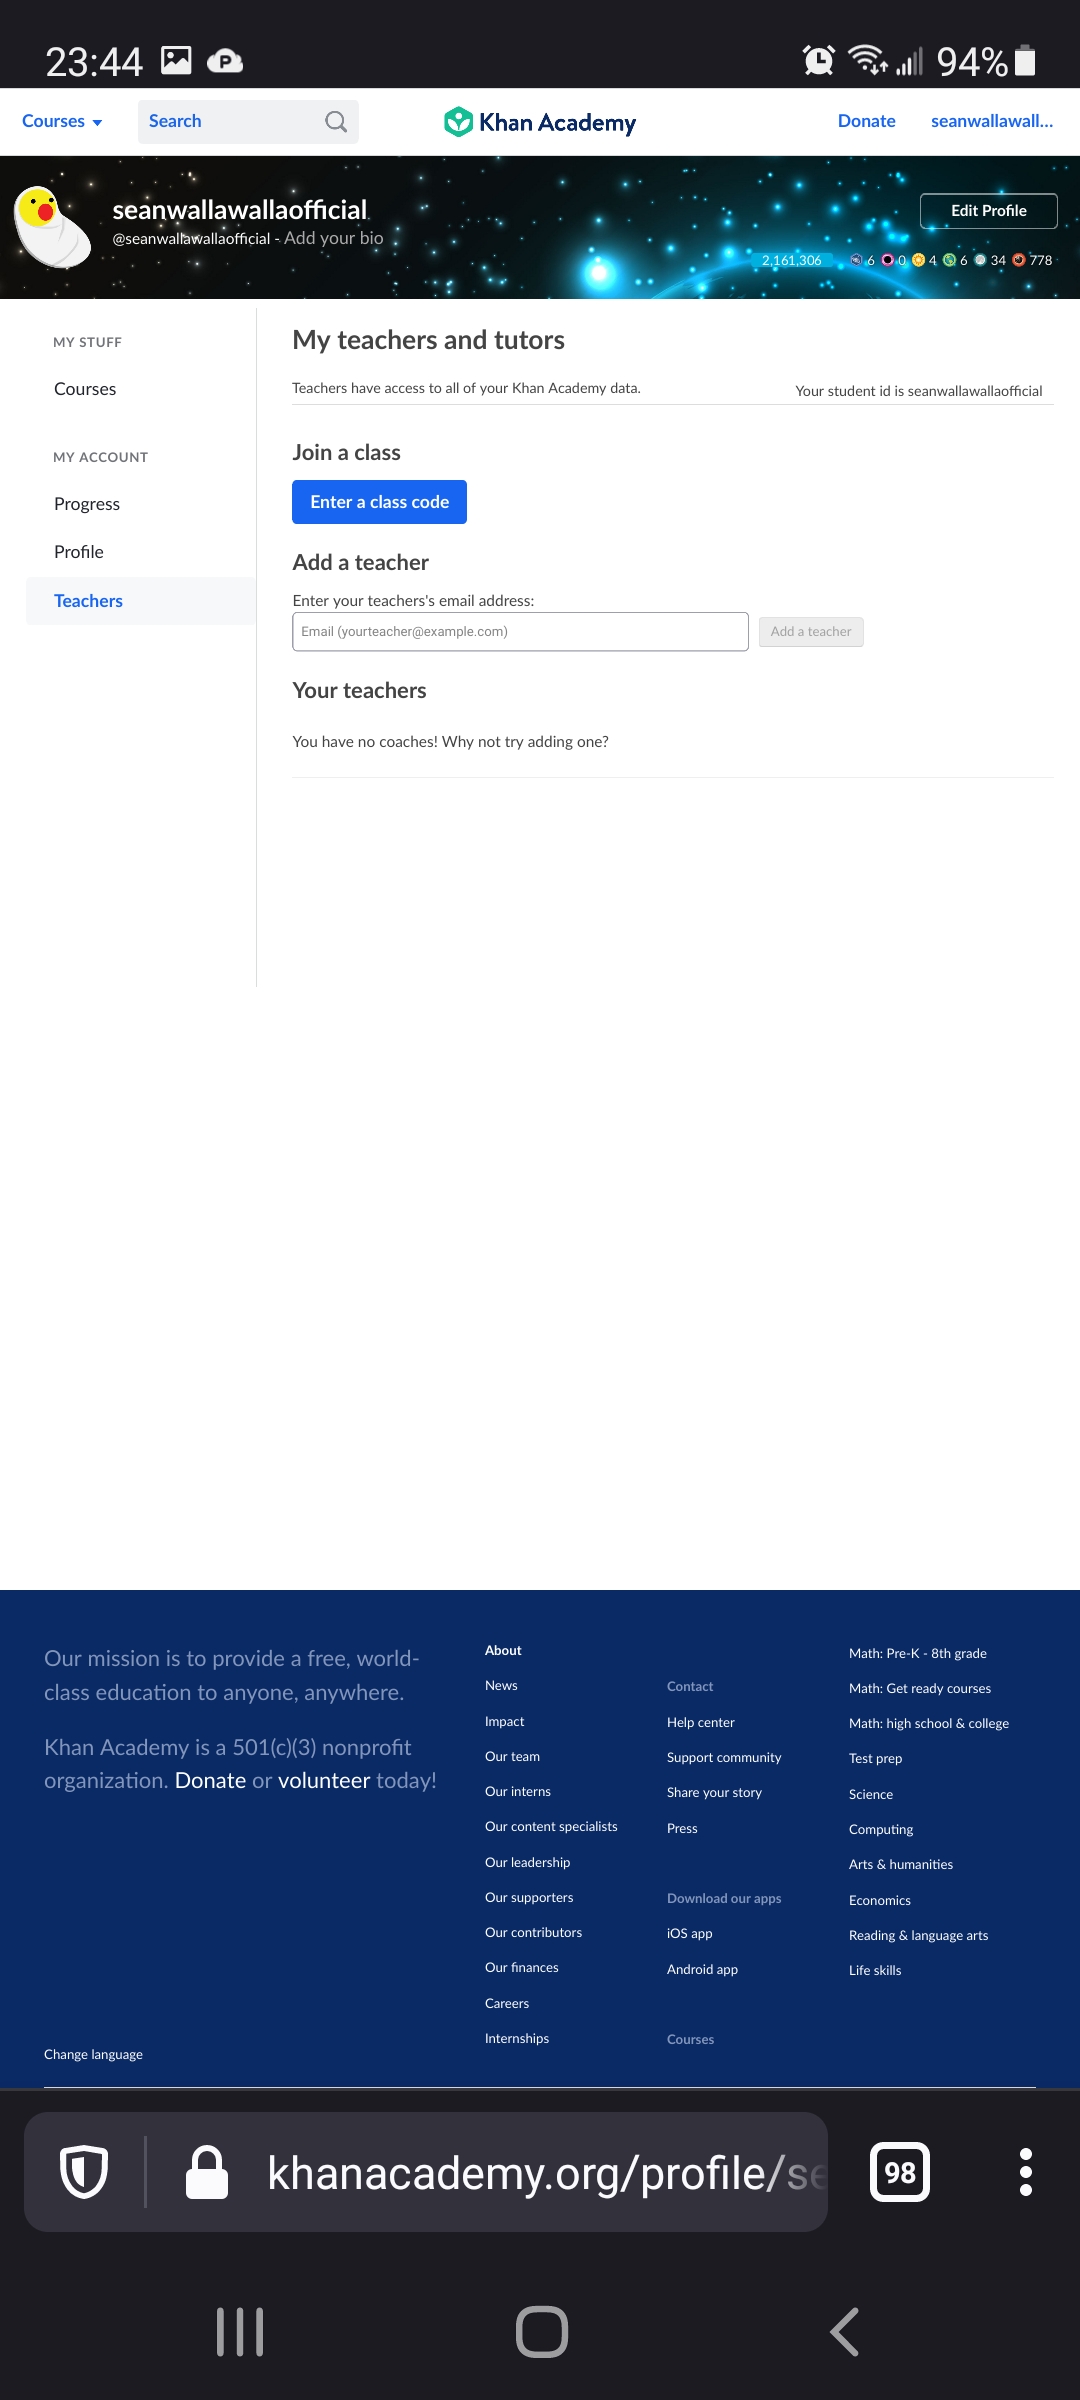 23:44
94%
Courses
Search
Khan Academy
Donate
seanwallawall...
seanwallawallaofficial
@seanwallawallaofficial - Add your bio
Edit Profile
2,161,306
6 0 4 6 34 778
MY STUFF
Courses
MY ACCOUNT
Progress
Profile
Teachers
My teachers and tutors
Teachers have access to all of your Khan Academy data.
Your student id is seanwallawallaofficial
Join a class
Enter a class code
Add a teacher
Enter your teachers's email address:
Email (yourteacher@example.com)
Add a teacher
Your teachers
You have no coaches! Why not try adding one?
Our mission is to provide a free, world-
class education to anyone, anywhere.
Khan Academy is a 501(c)(3) nonprofit
organization. Donate or volunteer today!
Change language
About
News
Impact
Our team
Our interns
Our content specialists
Our leadership
Our supporters
Our contributors
Our finances
Careers
Internships
Contact
Help center
Support community
Share your story
Press
Download our apps
iOS app
Android app
Courses
Math: Pre-K - 8th grade
Math: Get ready courses
Math: high school & college
Test prep
Science
Computing
Arts & humanities
Economics
Reading & language arts
Life skills
khanacademy.org/profile/se
98